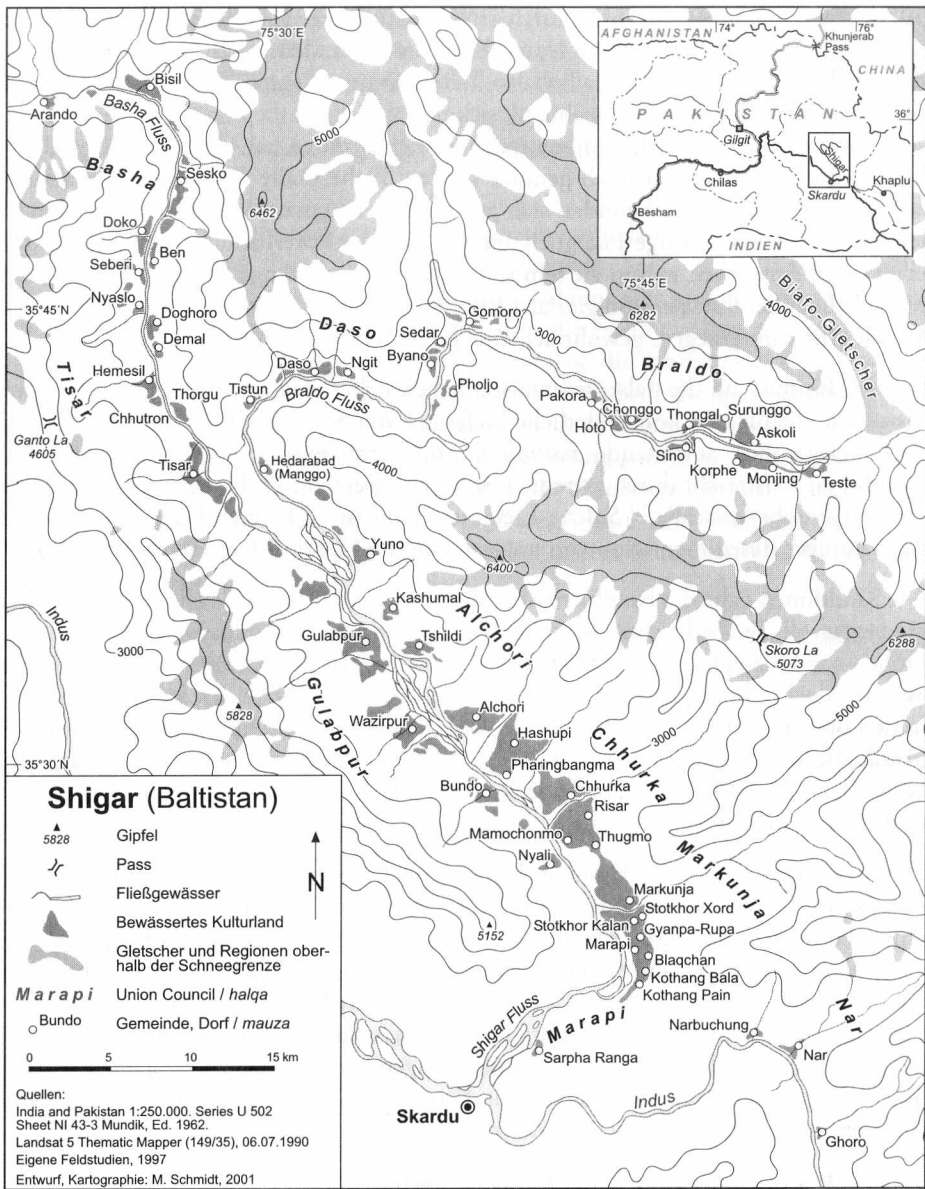 75°30´E
AFGHANISTAN
74°
76°
Khunjerab
Pass
CHINA
PAKISTAN
36°
Gilgit
Shigar
Chilas
Skardu
Khaplu
Besham
INDIEN
Bisil
Arando
Basha Fluss
5000
Basha
Sesko
6462
Doko
Ben
Seberi
75°45´E
6282
Biafo-Gletscher
4000
Nyaslo
35°45´N
Doghoro
Daso
Gomoro
3000
Sedar
Demal
Byano
Braldo
Hemesil
Daso
Ngit
Tisar
Thorgu
Tistun
Braldo Fluss
Pholjo
Pakora
Chonggo
Thongal
Surunggo
Chhutron
Hoto
Askoli
Ganto La
4605
Sino
Tisar
Hedarabad
(Manggo)
4000
Korphe
Monjing
Teste
Yuno
6400
Indus
Kashumal
Alchori
Gulabpur
Tshildi
3000
Skoro La
5073
6288
Gulabpur
5828
Alchori
5000
Wazirpur
Hashupi
Chhurka
3000
35°30´N
Pharingbangma
Bundo
Chhurka
Risar
Mamochonmo
Thugmo
Markunja
Nyali
Markunja
Stotkhor Xord
5152
Stotkhor Kalan
Gyanpa-Rupa
Marapi
Blaqchan
Kothang Bala
Kothang Pain
Shigar Fluss
Marapi
Nar
Narbuchung
Sarpha Ranga
Nar
Indus
Skardu
Ghoro
Shigar (Baltistan)
5828
Gipfel
Pass
N
Fließgewässer
Bewässertes Kulturland
Gletscher und Regionen ober-
halb der Schneegrenze
Marapi Union Council / halqa
Bundo Gemeinde, Dorf / mauza
0 5 10 15 km
Quellen:
India and Pakistan 1:250.000. Series U 502
Sheet NI 43-3 Mundik, Ed. 1962.
Landsat 5 Thematic Mapper (149/35), 06.07.1990
Eigene Feldstudien, 1997
Entwurf, Kartographie: M. Schmidt, 2001